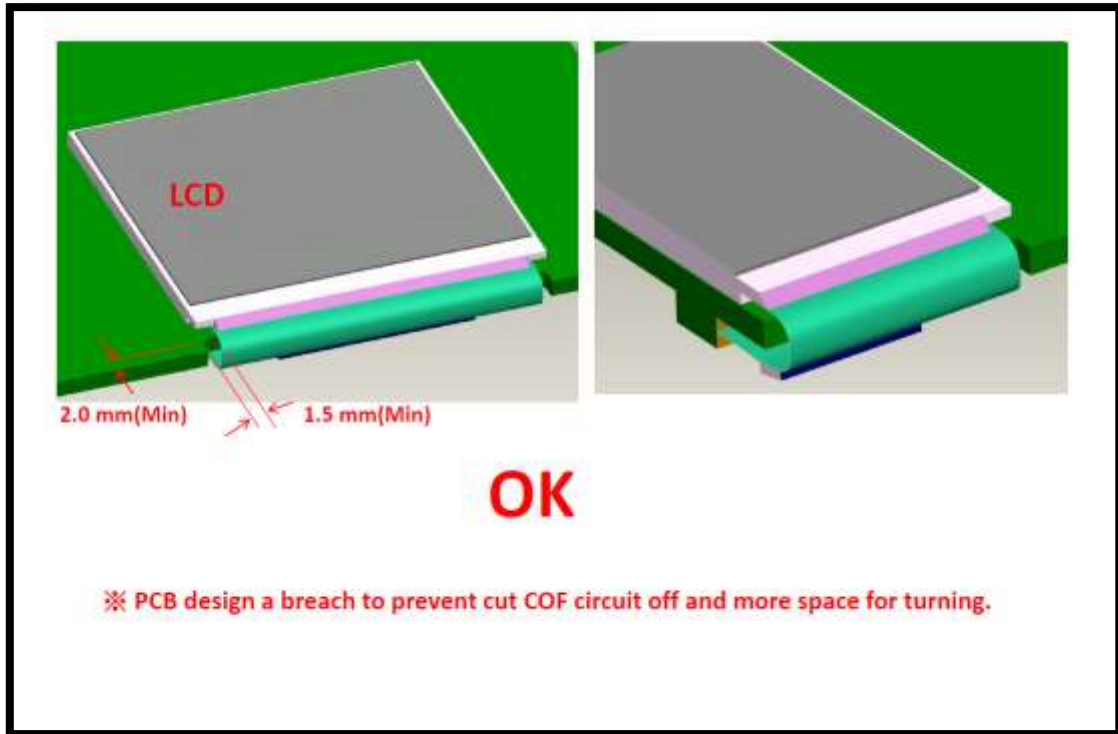 LCD
2.0 mm(Min)
1.5 mm(Min)
OK
※ PCB design a breach to prevent cut COF circuit off and more space for turning.